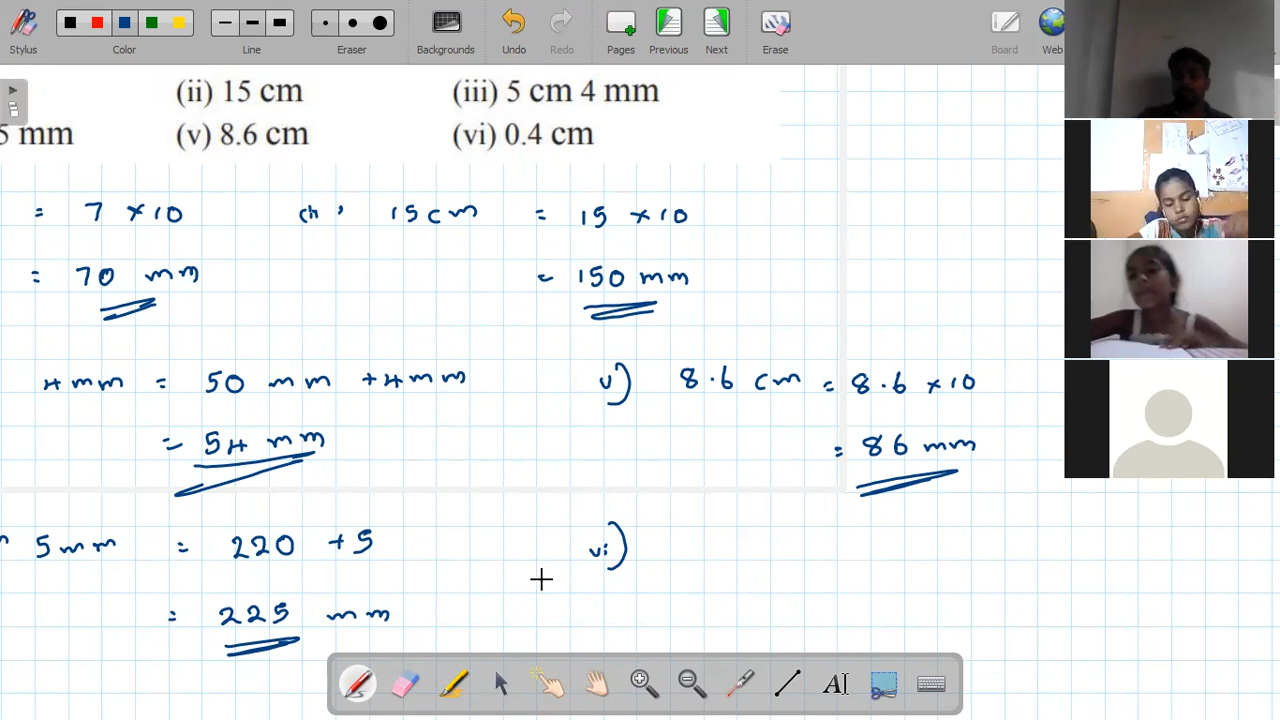 Stylus Color Line Eraser Backgrounds Undo Redo Pages Previous Next Erase Board Web
(ii) 15 cm (iii) 5 cm 4 mm
5 mm (v) 8.6 cm (vi) 0.4 cm
= 7 × 10 15 cm = 15 × 10
= 70 mm = 150 mm
4 mm = 50 mm + 4 mm v) 8.6 cm = 8.6 × 10
= 54 mm = 86 mm
5 mm = 220 + 5 vi)
= 225 mm